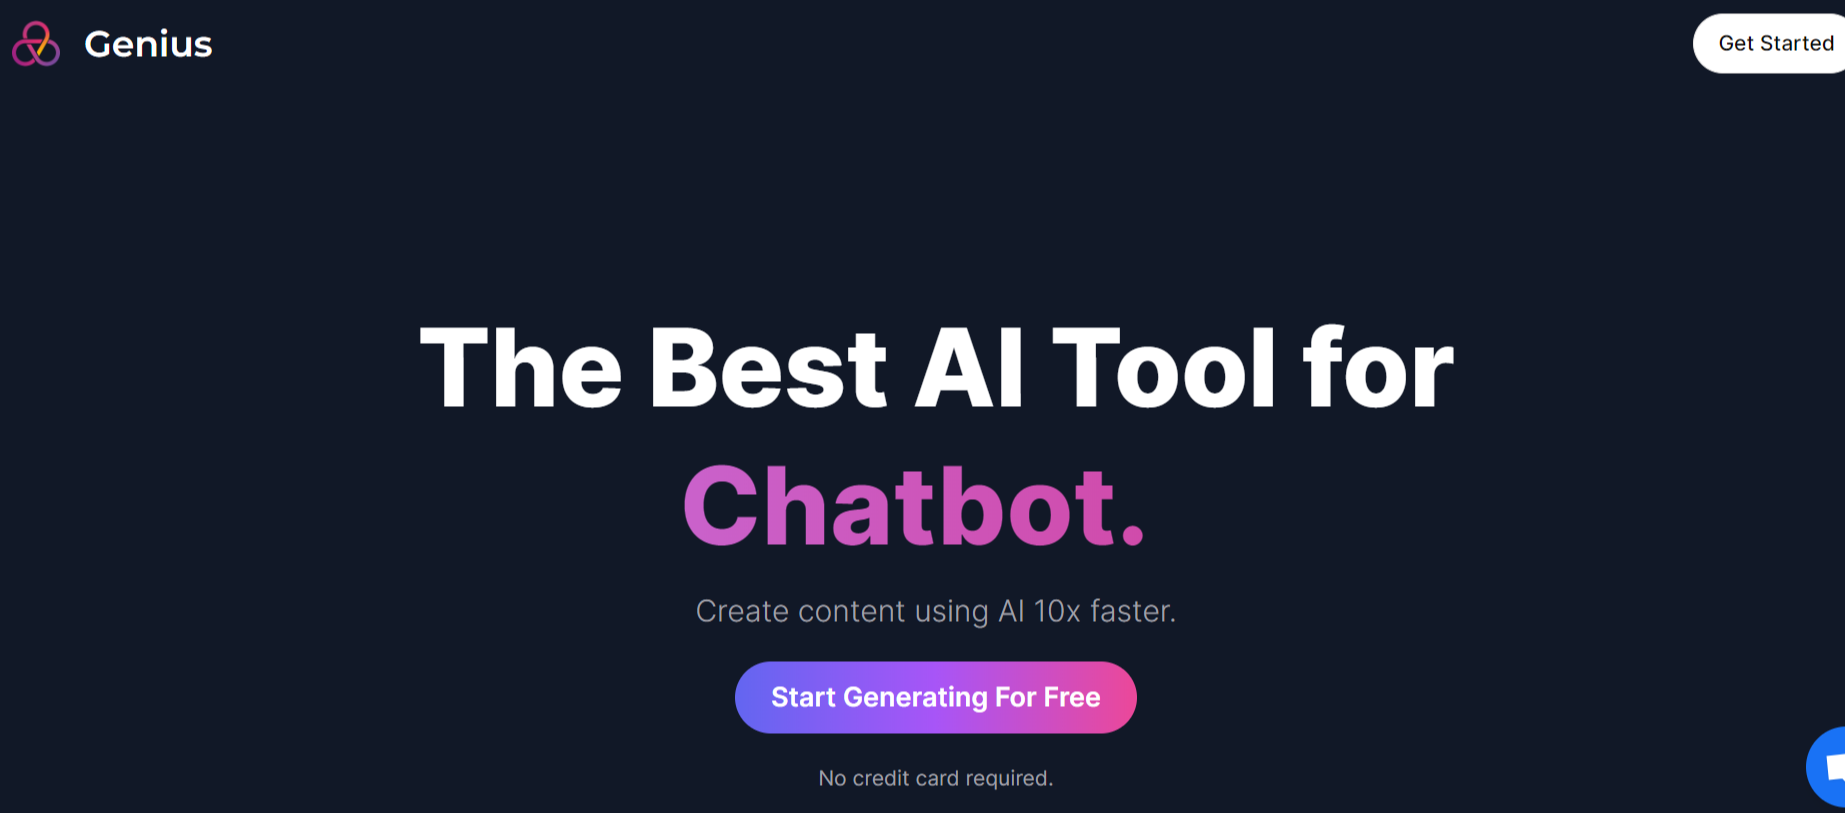 Genius
Get Started
The Best AI Tool for
Chatbot.
Create content using AI 10x faster.
Start Generating For Free
No credit card required.